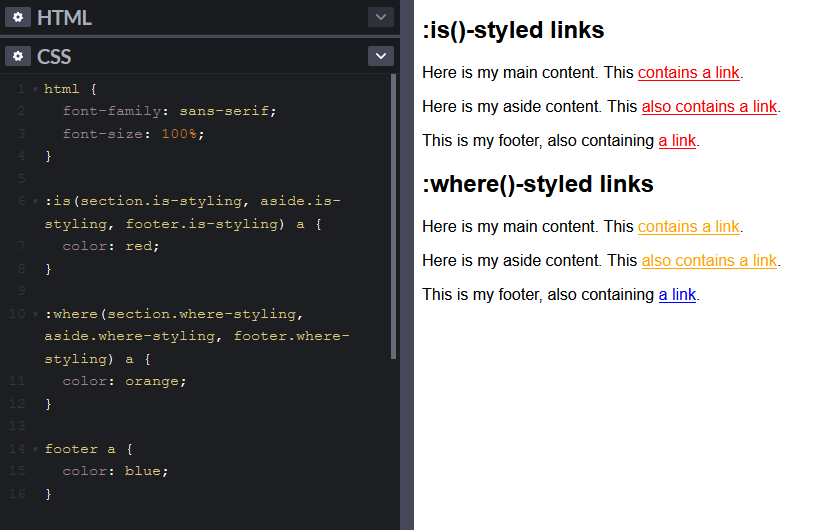 HTML
CSS
1 html {
2 font-family: sans-serif;
3 font-size: 100%;
4 }
5
6 :is(section.is-styling, aside.is-
styling, footer.is-styling) a {
7 color: red;
8 }
9
10 :where(section.where-styling,
aside.where-styling, footer.where-
styling) a {
11 color: orange;
12 }
13
14 footer a {
15 color: blue;
16 }
:is()-styled links
Here is my main content. This contains a link.
Here is my aside content. This also contains a link.
This is my footer, also containing a link.
:where()-styled links
Here is my main content. This contains a link.
Here is my aside content. This also contains a link.
This is my footer, also containing a link.